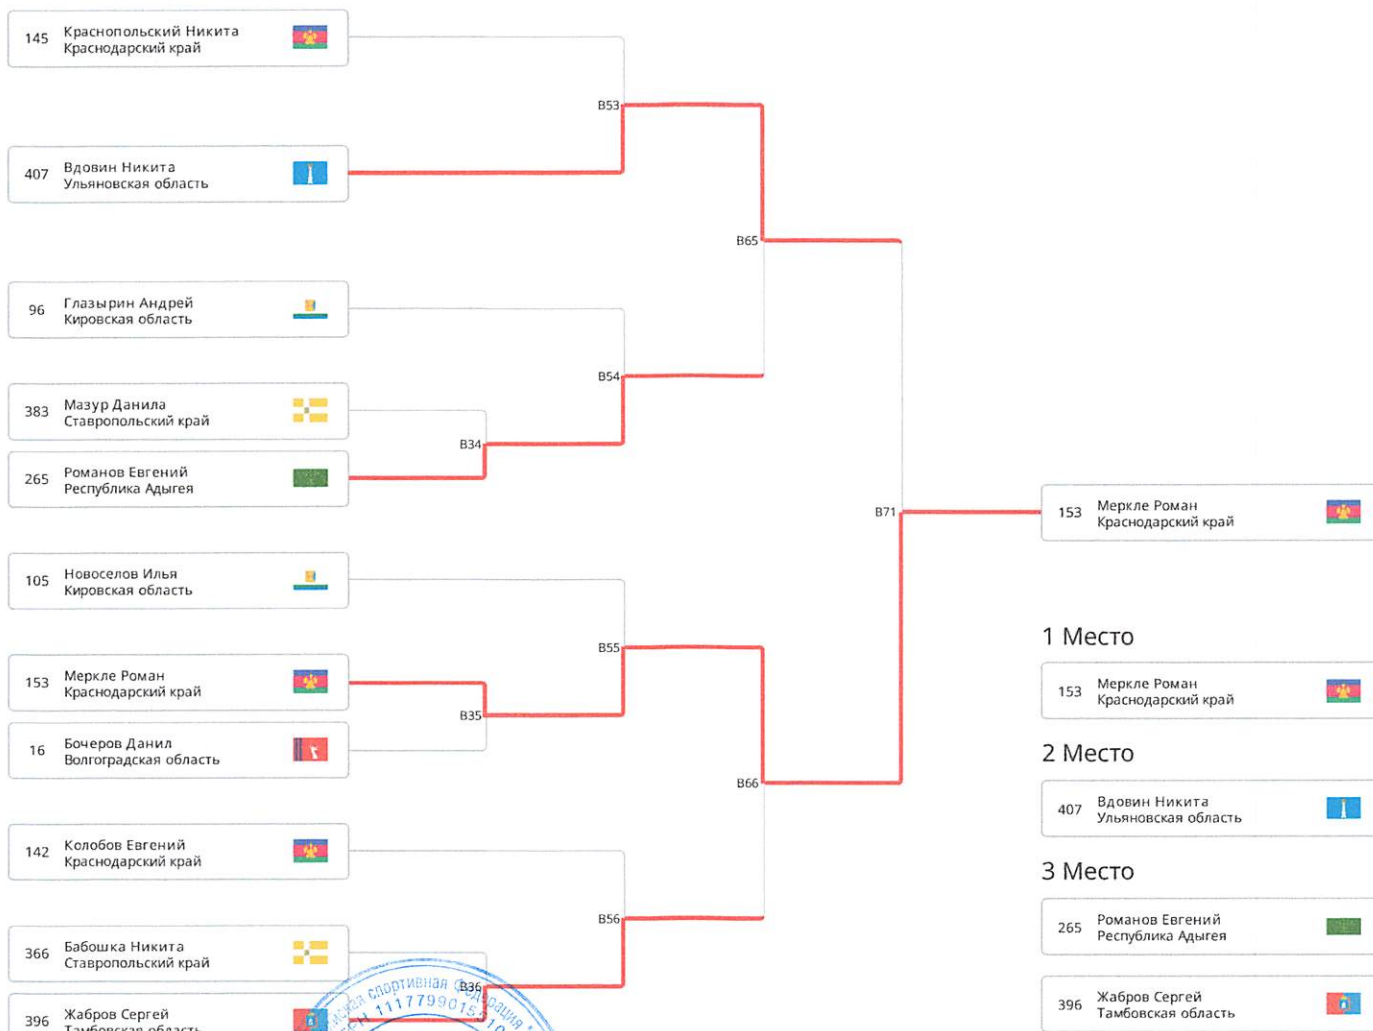 145 Краснопольский Никита
Краснодарский край
B53
407 Вдовин Никита
Ульяновская область
B65
96 Глазырин Андрей
Кировская область
B54
383 Мазур Данила
Ставропольский край
B34
265 Романов Евгений
Республика Адыгея
B71
153 Меркле Роман
Краснодарский край
105 Новоселов Илья
Кировская область
B55
153 Меркле Роман
Краснодарский край
B35
16 Бочеров Данил
Волгоградская область
B66
142 Колобов Евгений
Краснодарский край
B56
366 Бабошка Никита
Ставропольский край
B36
396 Жабров Сергей
Тамбовская область
спортивная федерация
1 Место
153 Меркле Роман
Краснодарский край
2 Место
407 Вдовин Никита
Ульяновская область
3 Место
265 Романов Евгений
Республика Адыгея
396 Жабров Сергей
Тамбовская область